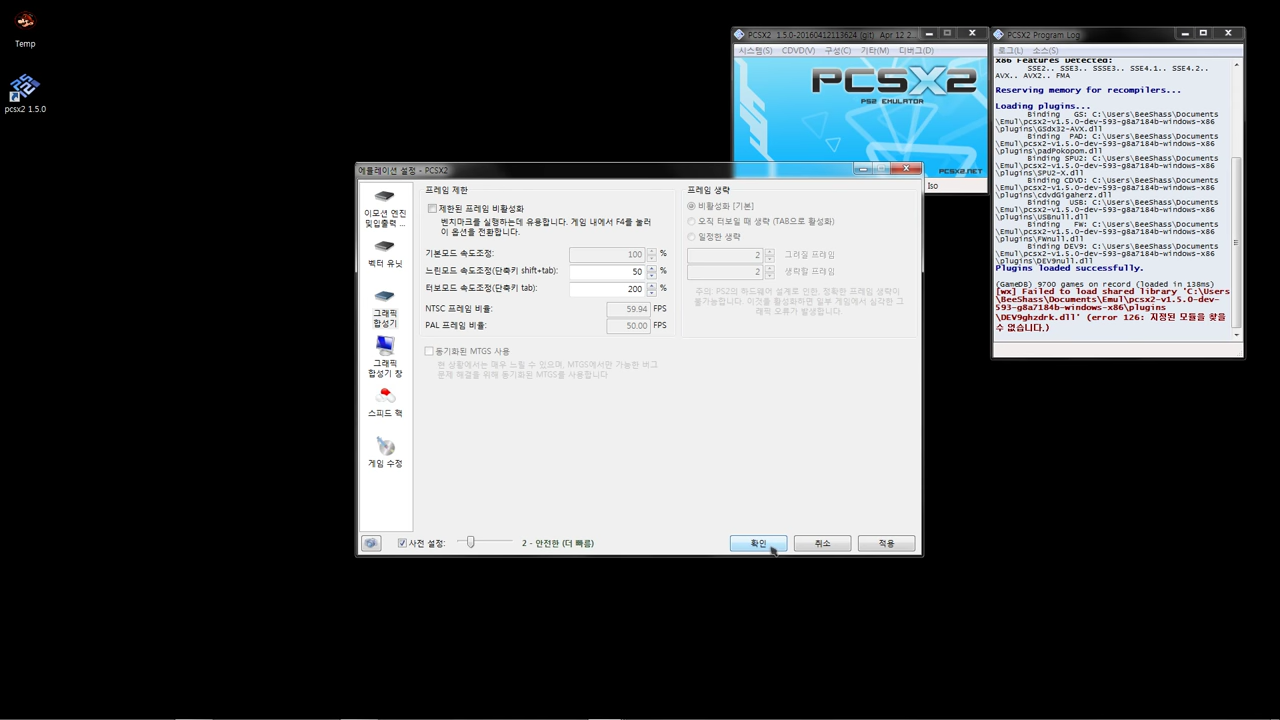 Temp
pcsx2 1.5.0
PCSX2 1.5.0-20160412113624 (git) Apr 12 2...
시스템(S) CDVD(V) 구성(C) 기타(M) 디버그(D)
PCSX2
PS2 EMULATOR
PCSX2.NET
Iso
PCSX2 Program Log
로그(L) 소스(S)
x86 Features Detected:
SSE2.. SSE3.. SSSE3.. SSE4.1.. SSE4.2..
AVX.. AVX2.. FMA
Reserving memory for recompilers...
Loading plugins...
Binding GS: C:\Users\BeeShass\Documents
\Emul\pcsx2-v1.5.0-dev-593-g8a7184b-windows-x86
\plugins\GSdx32-AVX.dll
Binding PAD: C:\Users\BeeShass\Documents
\Emul\pcsx2-v1.5.0-dev-593-g8a7184b-windows-x86
\plugins\padPokopom.dll
Binding SPU2: C:\Users\BeeShass\Documents
\Emul\pcsx2-v1.5.0-dev-593-g8a7184b-windows-x86
\plugins\SPU2-X.dll
Binding CDVD: C:\Users\BeeShass\Documents
\Emul\pcsx2-v1.5.0-dev-593-g8a7184b-windows-x86
\plugins\cdvdGigaherz.dll
Binding USB: C:\Users\BeeShass\Documents
\Emul\pcsx2-v1.5.0-dev-593-g8a7184b-windows-x86
\plugins\USBnull.dll
Binding FW: C:\Users\BeeShass\Documents
\Emul\pcsx2-v1.5.0-dev-593-g8a7184b-windows-x86
\plugins\FWnull.dll
Binding DEV9: C:\Users\BeeShass\Documents
\Emul\pcsx2-v1.5.0-dev-593-g8a7184b-windows-x86
\plugins\DEV9null.dll
Plugins loaded successfully.
(GameDB) 9700 games on record (loaded in 138ms)
[wx] Failed to load shared library 'C:\Users
\BeeShass\Documents\Emul\pcsx2-v1.5.0-dev-
593-g8a7184b-windows-x86\plugins
\DEV9ghzdrk.dll' (error 126: 지정된 모듈을 찾을
수 없습니다.)
에뮬레이션 설정 - PCSX2
이모션 엔진
및입출력 ...
벡터 유닛
그래픽
합성기
그래픽
합성기 창
스피드 핵
게임 수정
프레임 제한
제한된 프레임 비활성화
벤치마크를 실행하는데 유용합니다. 게임 내에서 F4를 눌러
이 옵션을 전환합니다.
기본모드 속도조정: 100 %
느린모드 속도조정(단축키 shift+tab): 50 %
터보모드 속도조정(단축키 tab): 200 %
NTSC 프레임 비율: 59.94 FPS
PAL 프레임 비율: 50.00 FPS
동기화된 MTGS 사용
현 상황에서는 매우 느릴 수 있으며, MTGS에서만 가능한 버그
문제 해결을 위해 동기화된 MTGS를 사용합니다
프레임 생략
비활성화 [기본]
오직 터보일 때 생략 (TAB으로 활성화)
일정한 생략
2 그려질 프레임
2 생략할 프레임
주의: PS2의 하드웨어 설계로 인한, 정확한 프레임 생략이
불가능합니다. 이것을 활성화하면 일부 게임에서 심각한 그
래픽 오류가 발생합니다.
사전 설정: 2 - 안전한 (더 빠름)
확인 취소 적용